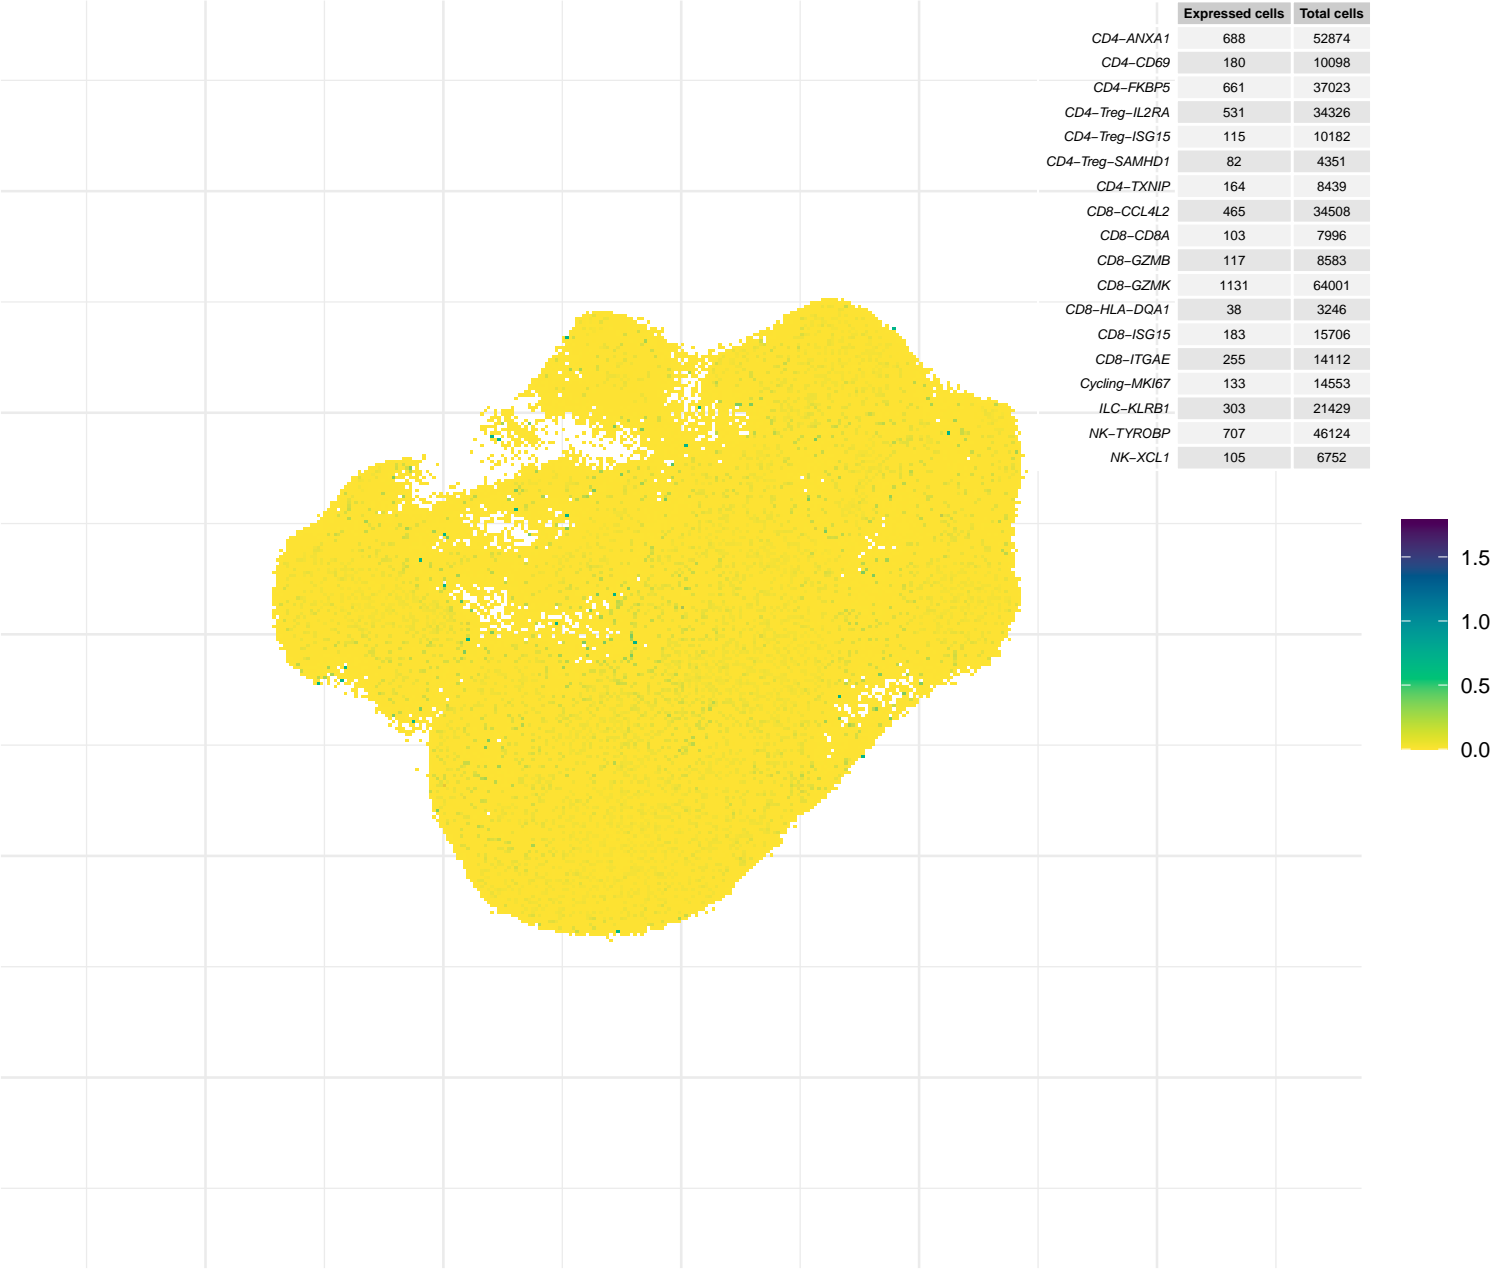 Expressed cells Total cells
CD4−ANXA1 688 52874
CD4−CD69 180 10098
CD4−FKBP5 661 37023
CD4−Treg−IL2RA 531 34326
CD4−Treg−ISG15 115 10182
CD4−Treg−SAMHD1 82 4351
CD4−TXNIP 164 8439
CD8−CCL4L2 465 34508
CD8−CD8A 103 7996
CD8−GZMB 117 8583
CD8−GZMK 1131 64001
CD8−HLA−DQA1 38 3246
CD8−ISG15 183 15706
CD8−ITGAE 255 14112
Cycling−MKI67 133 14553
ILC−KLRB1 303 21429
NK−TYROBP 707 46124
NK−XCL1 105 6752
1.5
1.0
0.5
0.0